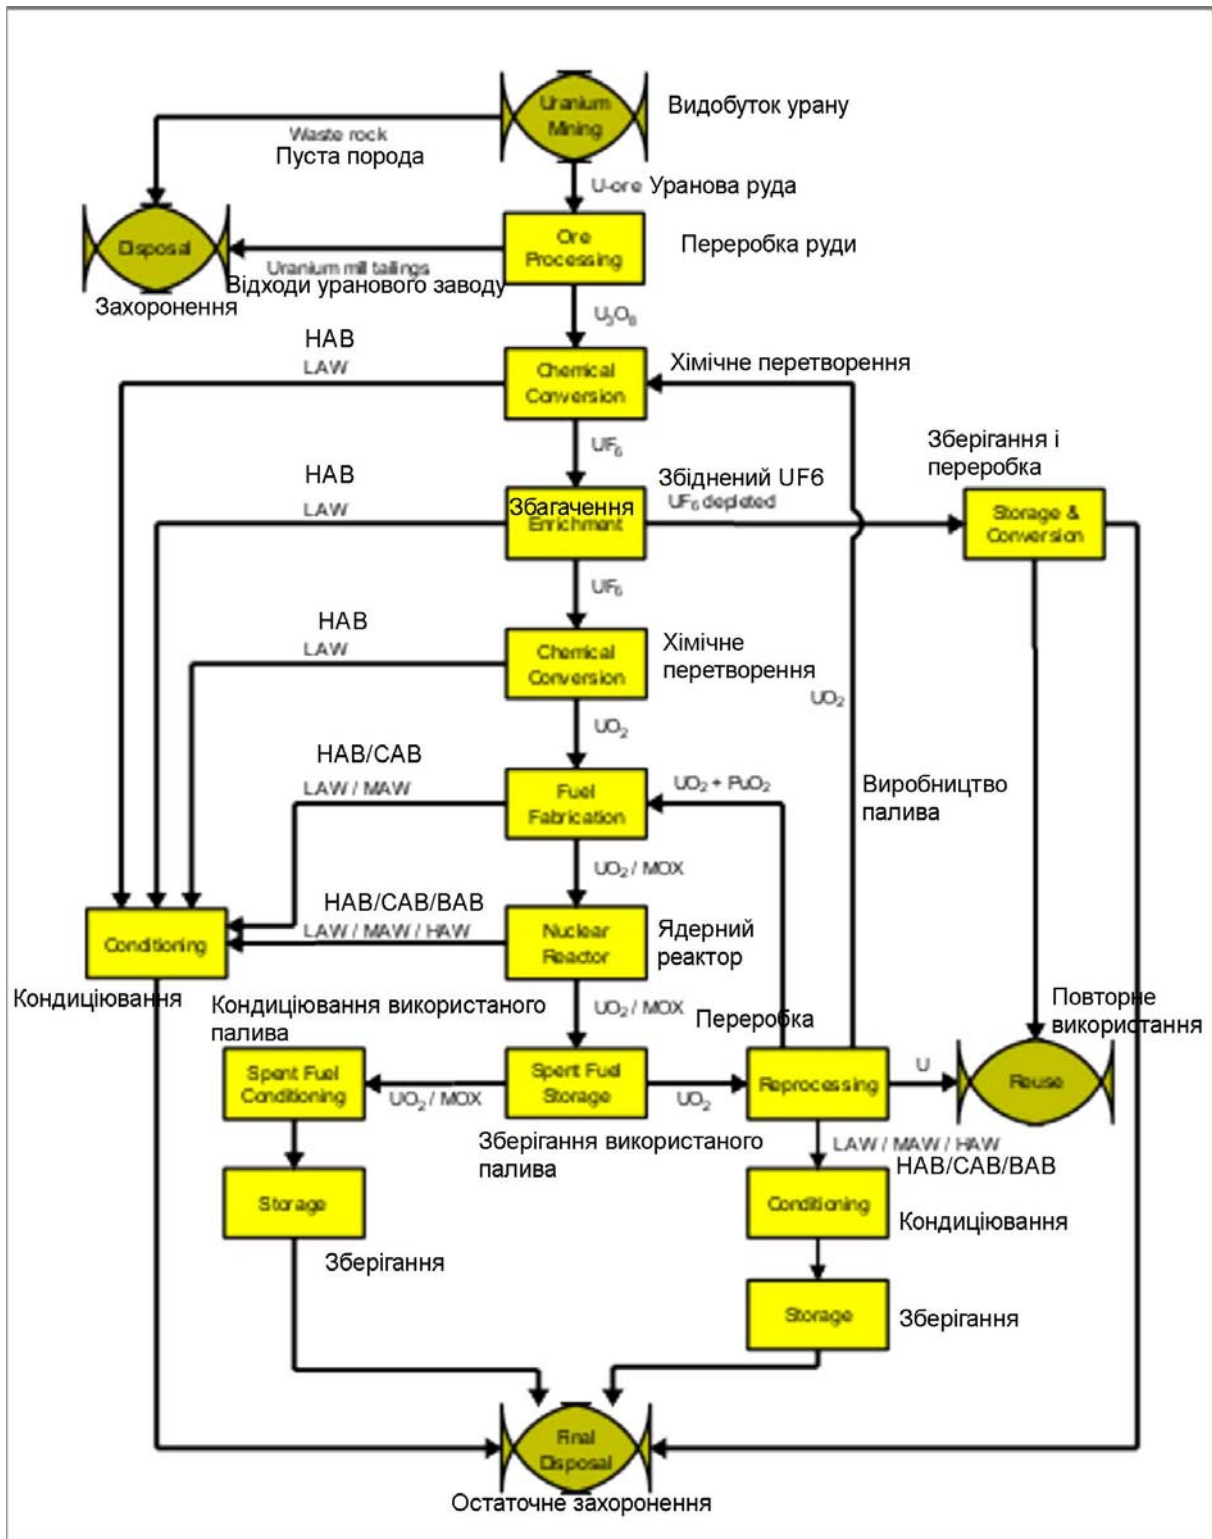 Uranium
Mining
Видобуток урану
Waste rock
Пуста порода
U-ore
Уранова руда
Disposal
Захоронення
Ore
Processing
Переробка руди
Uranium mill tailings
Відходи уранового заводу
U₃O₈
НАВ
LAW
Chemical
Conversion
Хімічне перетворення
UF₆
НАВ
LAW
Збагачення
Enrichment
Збіднений UF6
UF₆ depleted
Зберігання і
переробка
Storage &
Conversion
UF₆
НАВ
LAW
Chemical
Conversion
Хімічне
перетворення
UO₂
UO₂
НАВ/САВ
LAW / MAW
Fuel
Fabrication
UO₂ + PuO₂
Виробництво
палива
UO₂ / MOX
НАВ/САВ/ВАВ
LAW / MAW / HAW
Conditioning
Кондиціювання
Nuclear
Reactor
Ядерний
реактор
UO₂ / MOX
Кондиціювання використаного
палива
Переробка
Повторне
використання
Spent Fuel
Conditioning
UO₂ / MOX
Spent Fuel
Storage
UO₂
Reprocessing
U
Reuse
Зберігання використаного
палива
LAW / MAW / HAW
НАВ/САВ/ВАВ
Storage
Зберігання
Conditioning
Кондиціювання
Storage
Зберігання
Final
Disposal
Остаточне захоронення